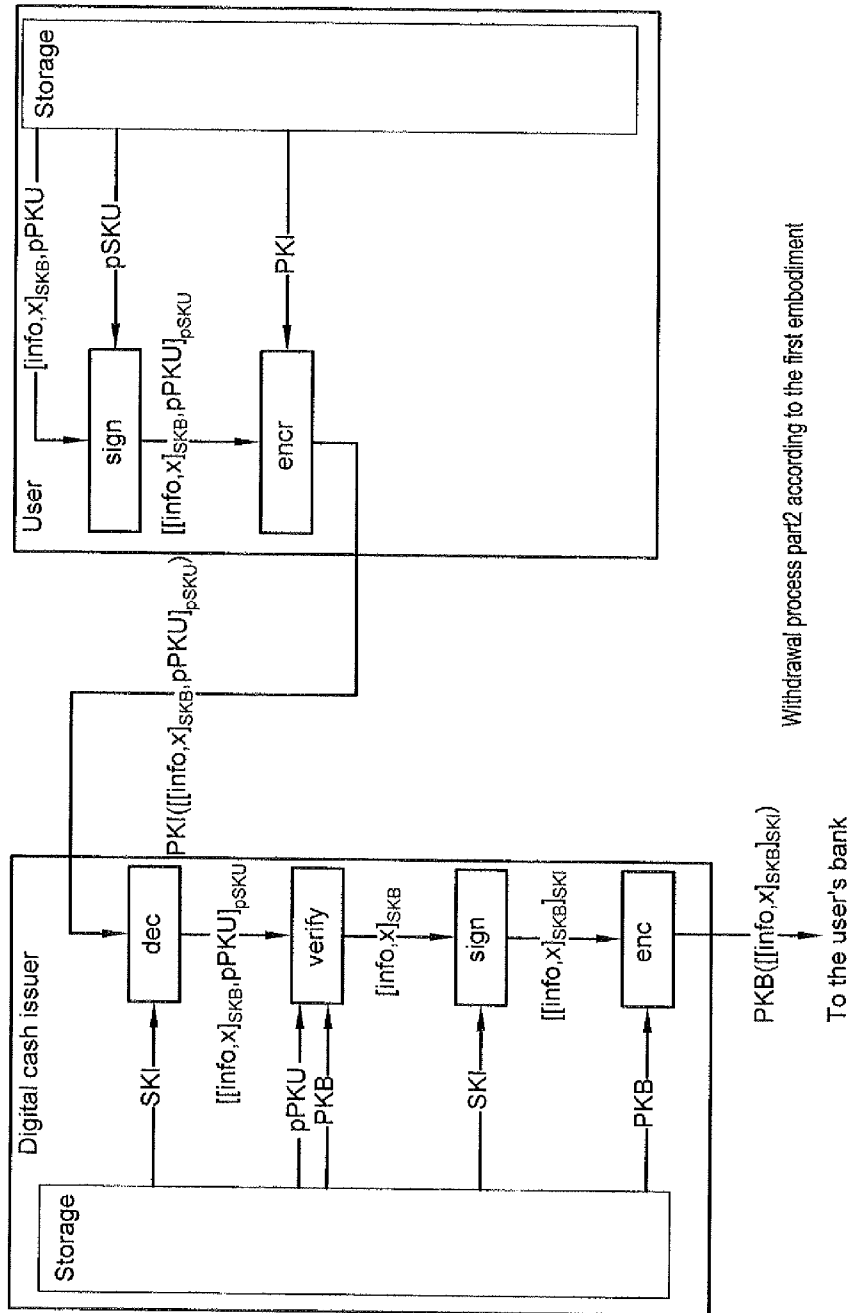 User
Storage
[info,x]SKB,pPKU
sign
pSKU
[[info,x]SKB,pPKU]pSKU
encr
PKI
PKI([[info,x]SKB,pPKU]pSKU)
Digital cash issuer
Storage
SKI
dec
[[info,x]SKB,pPKU]pSKU
pPKU
PKB
verify
[info,x]SKB
SKI
sign
[[info,x]SKB]SKI
PKB
enc
PKB([[info,x]SKB]SKI)
To the user's bank
Withdrawal process part2 according to the first embodiment